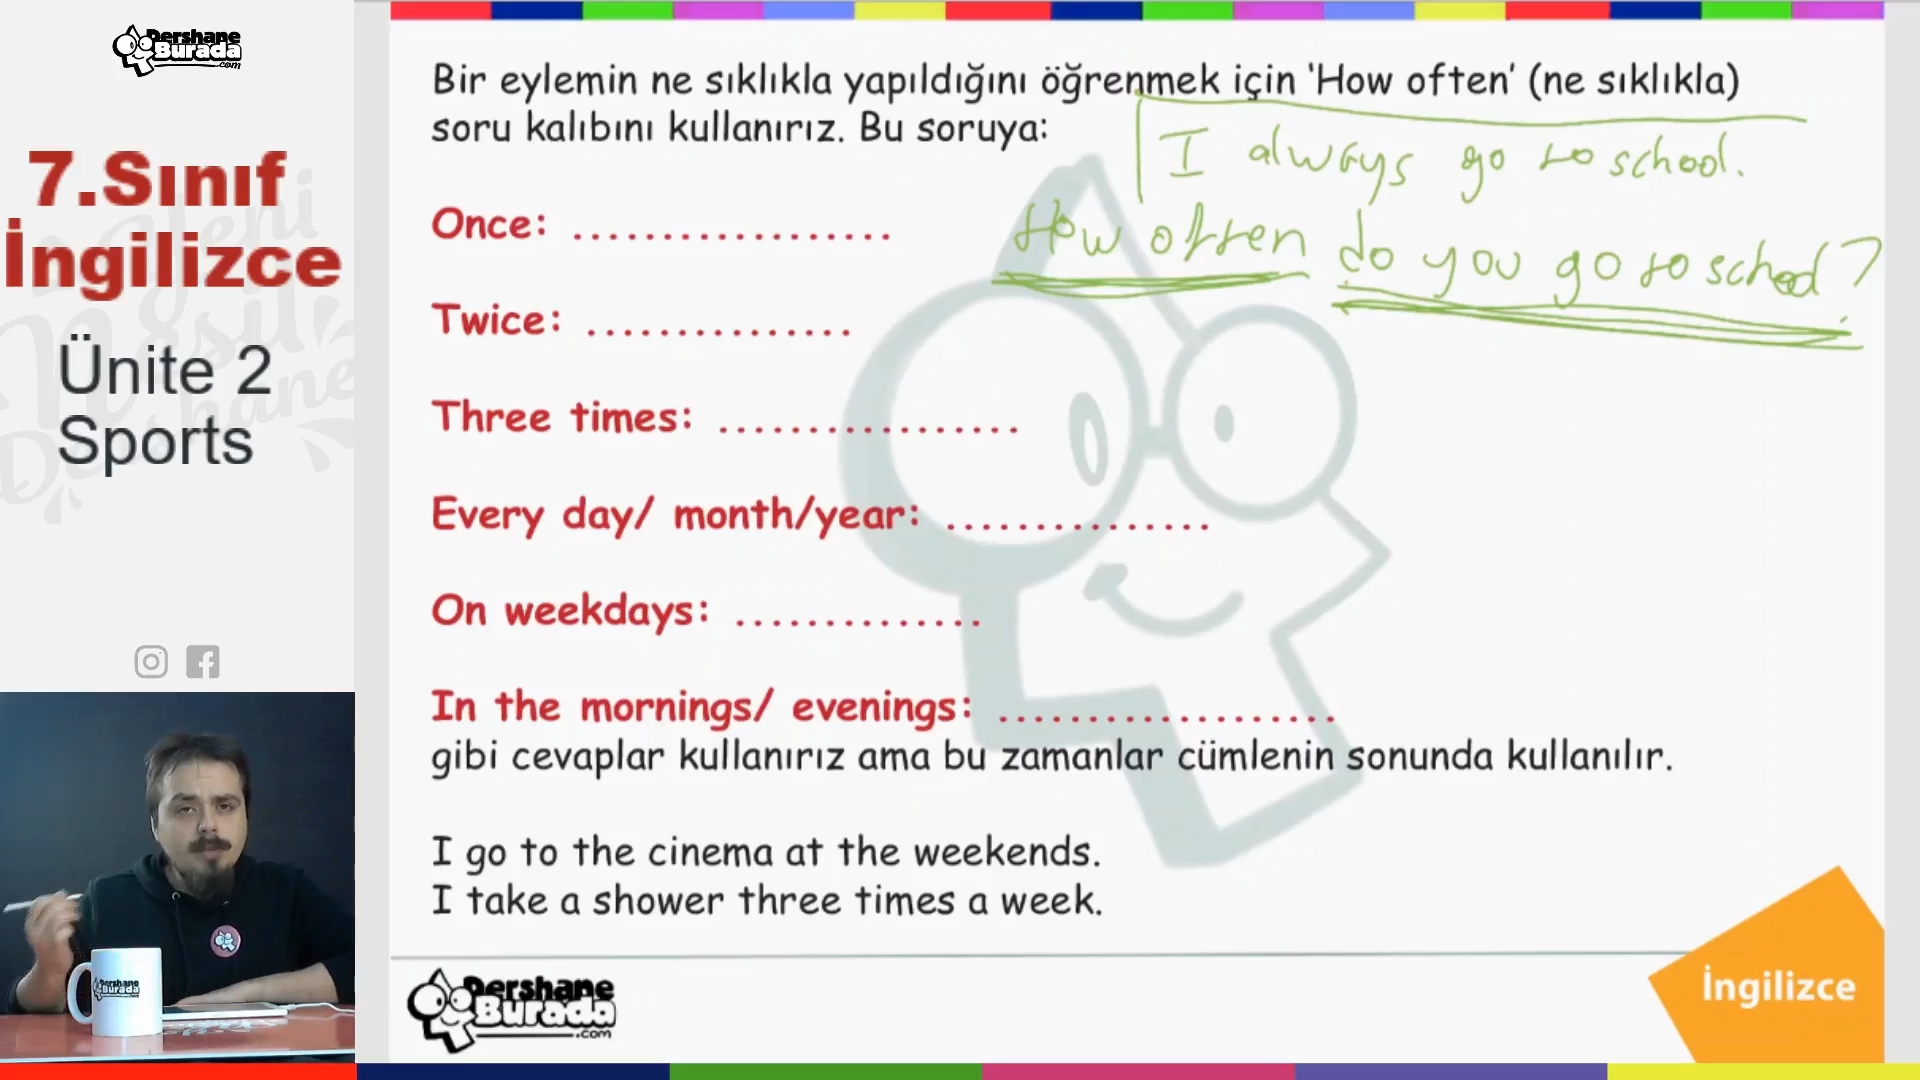 Dershane
Burada
.com
7.Sınıf
İngilizce
Ünite 2
Sports
Bir eylemin ne sıklıkla yapıldığını öğrenmek için ‘How often’ (ne sıklıkla)
soru kalıbını kullanırız. Bu soruya:
I always go to school.
How often do you go to school?
Once: ..................
Twice: ...............
Three times: .................
Every day/ month/year: ...............
On weekdays: ..............
In the mornings/ evenings: ...................
gibi cevaplar kullanırız ama bu zamanlar cümlenin sonunda kullanılır.
I go to the cinema at the weekends.
I take a shower three times a week.
Dershane
Burada
.com
İngilizce
Dershane
Burada